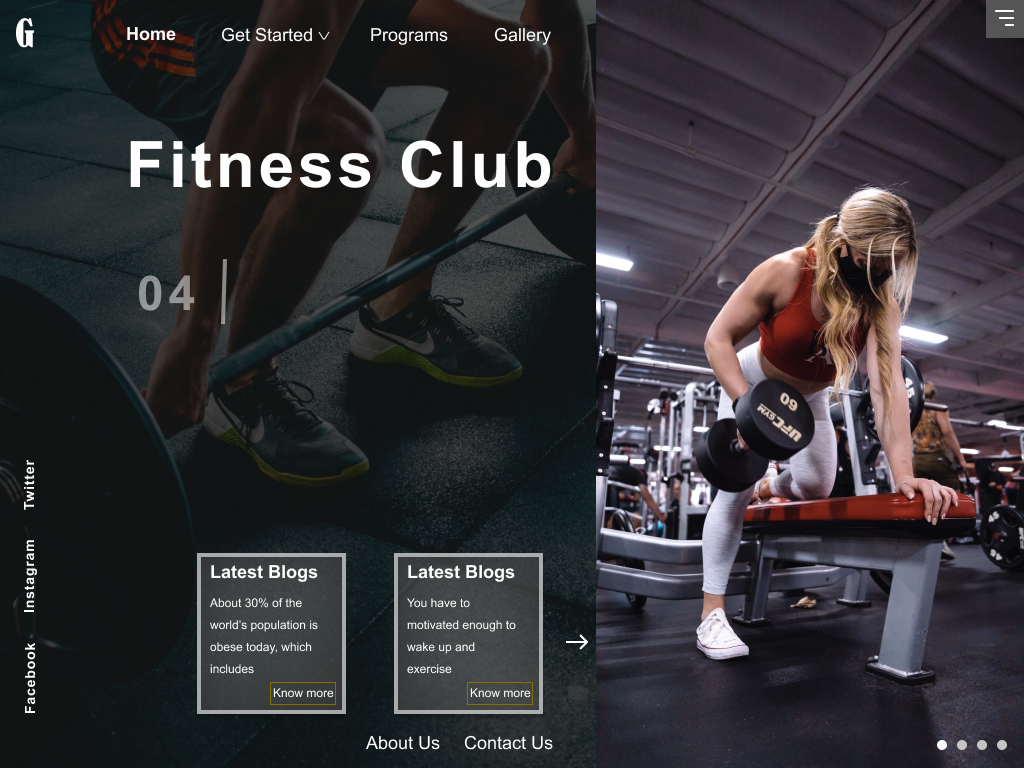 G
Home
Get Started
Programs
Gallery
Fitness Club
04
60
UFC GYM
Twitter
Instagram
Facebook
Latest Blogs
About 30% of the
world's population is
obese today, which
includes
Know more
Latest Blogs
You have to
motivated enough to
wake up and
exercise
Know more
About Us
Contact Us